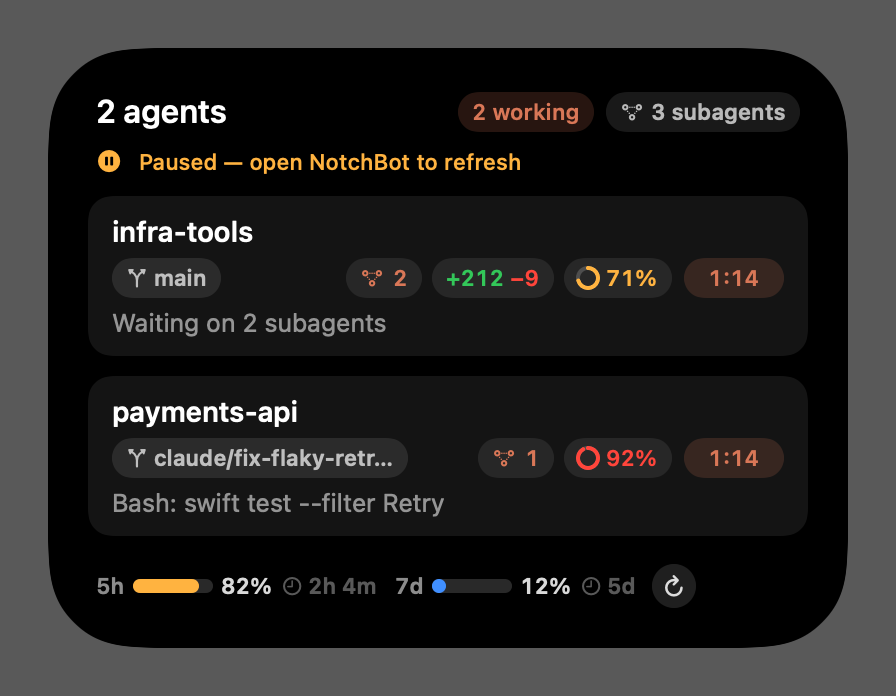 2 agents 2 working 3 subagents
Paused — open NotchBot to refresh
infra-tools
main 2 +212 −9 71% 1:14
Waiting on 2 subagents
payments-api
claude/fix-flaky-retr... 1 92% 1:14
Bash: swift test --filter Retry
5h 82% 2h 4m 7d 12% 5d